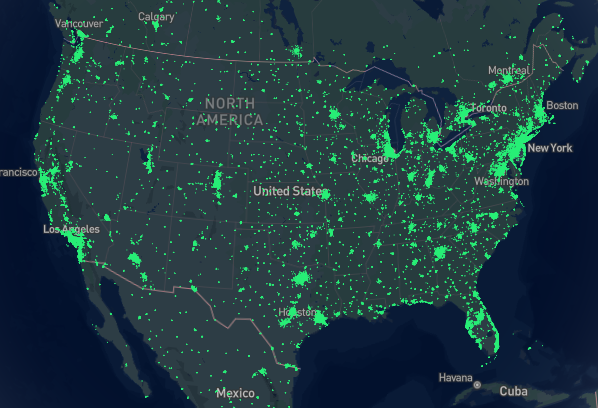 Vancouver
Calgary
NORTH
AMERICA
Montreal
Toronto
Boston
Chicago
New York
Washington
francisco
United States
Los Angeles
Houston
Mexico
Havana
Cuba